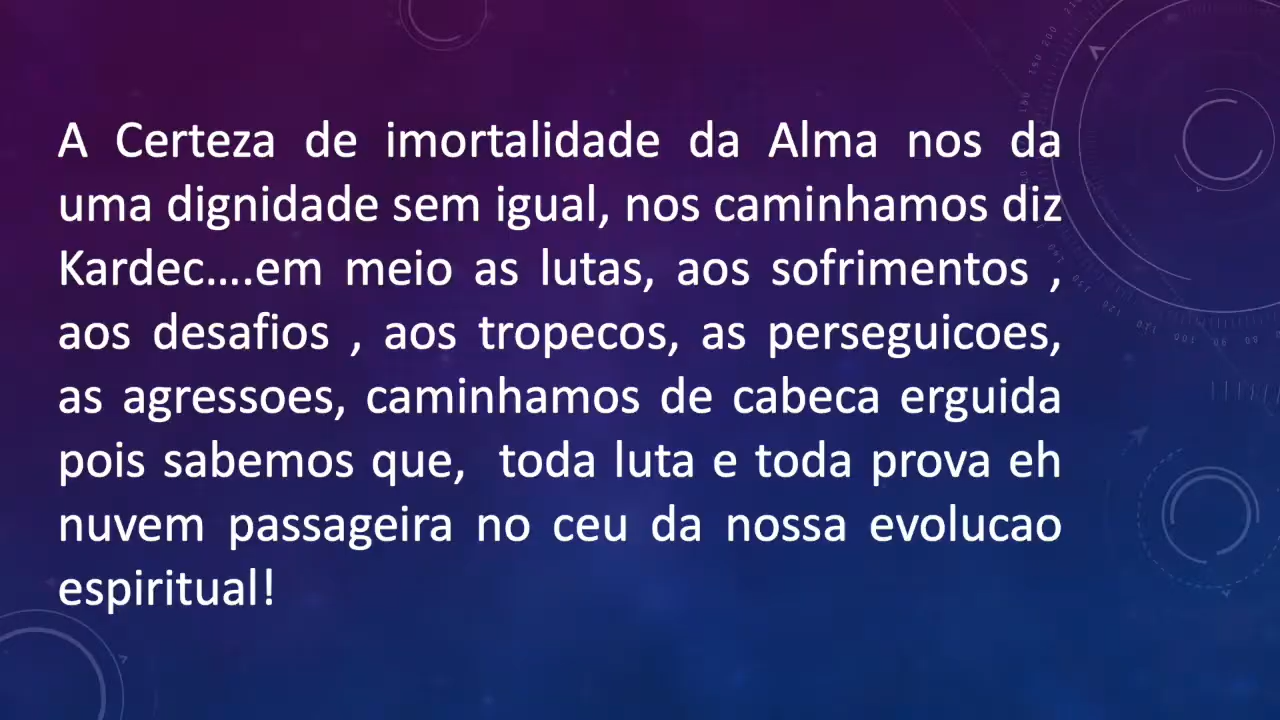 A Certeza de imortalidade da Alma nos da
uma dignidade sem igual, nos caminhamos diz
Kardec....em meio as lutas, aos sofrimentos ,
aos desafios , aos tropecos, as perseguicoes,
as agressoes, caminhamos de cabeca erguida
pois sabemos que,  toda luta e toda prova eh
nuvem passageira no ceu da nossa evolucao
espiritual!